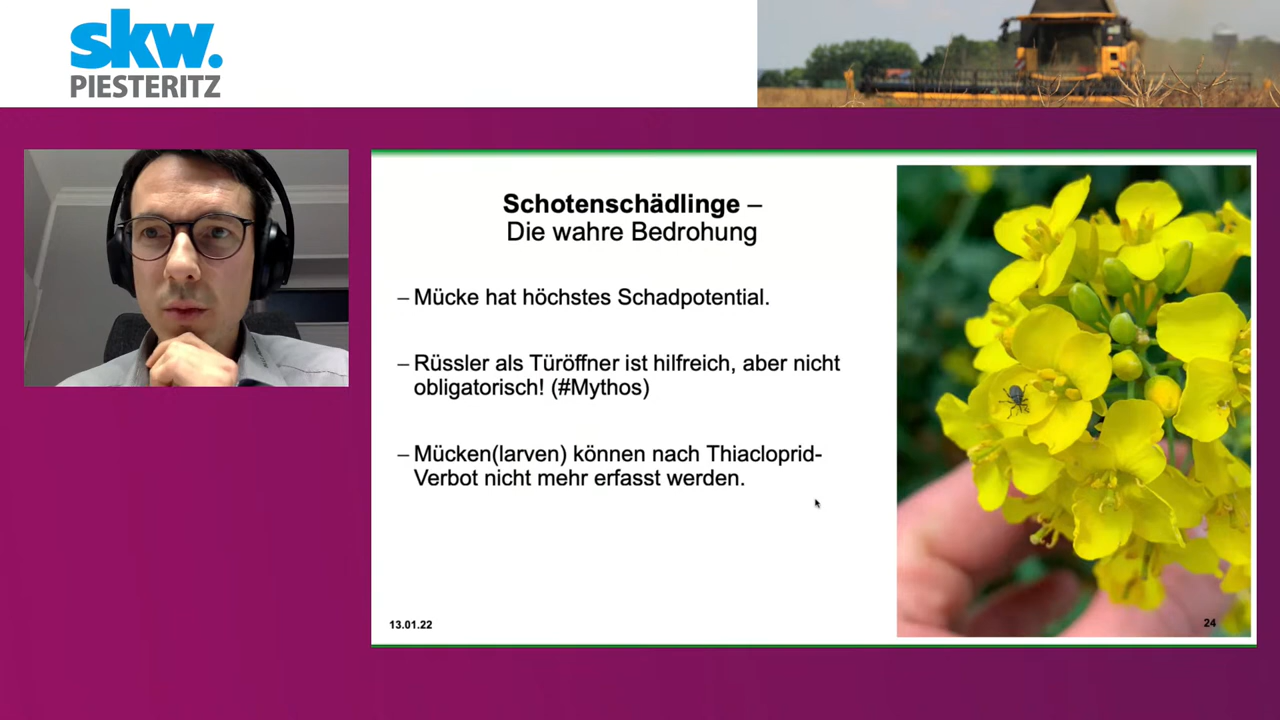 skw.
PIESTERITZ
Schotenschädlinge –
Die wahre Bedrohung
– Mücke hat höchstes Schadpotential.
– Rüssler als Türöffner ist hilfreich, aber nicht
obligatorisch! (#Mythos)
– Mücken(larven) können nach Thiacloprid-
Verbot nicht mehr erfasst werden.
13.01.22
24